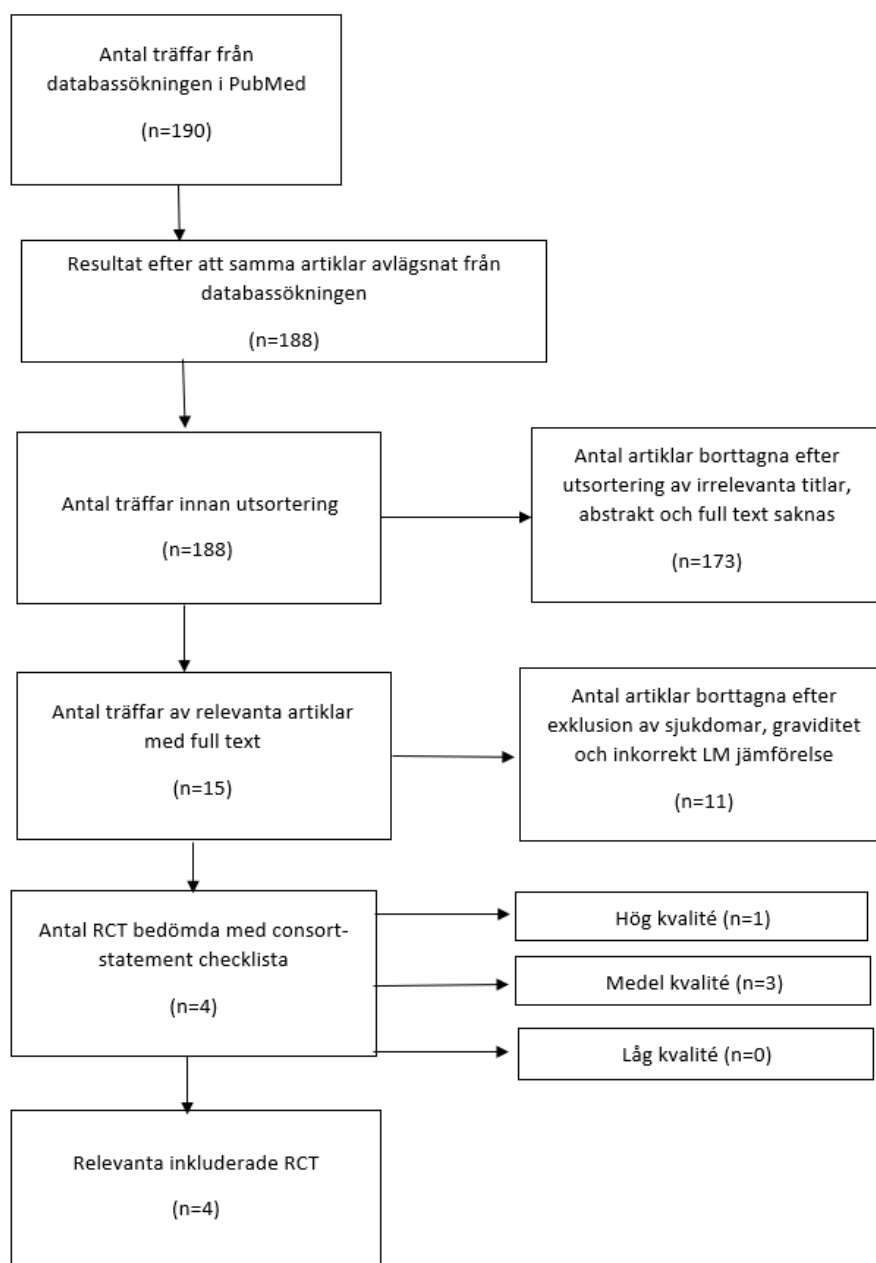 Antal träffar från
databassökningen i PubMed
(n=190)
Resultat efter att samma artiklar avlägsnat från
databassökningen
(n=188)
Antal träffar innan utsortering
(n=188)
Antal artiklar borttagna efter
utsortering av irrelevanta titlar,
abstrakt och full text saknas
(n=173)
Antal träffar av relevanta artiklar
med full text
(n=15)
Antal artiklar borttagna efter
exklusion av sjukdomar, graviditet
och inkorrekt LM jämförelse
(n=11)
Antal RCT bedömda med consort-
statement checklista
(n=4)
Hög kvalité (n=1)
Medel kvalité (n=3)
Låg kvalité (n=0)
Relevanta inkluderade RCT
(n=4)